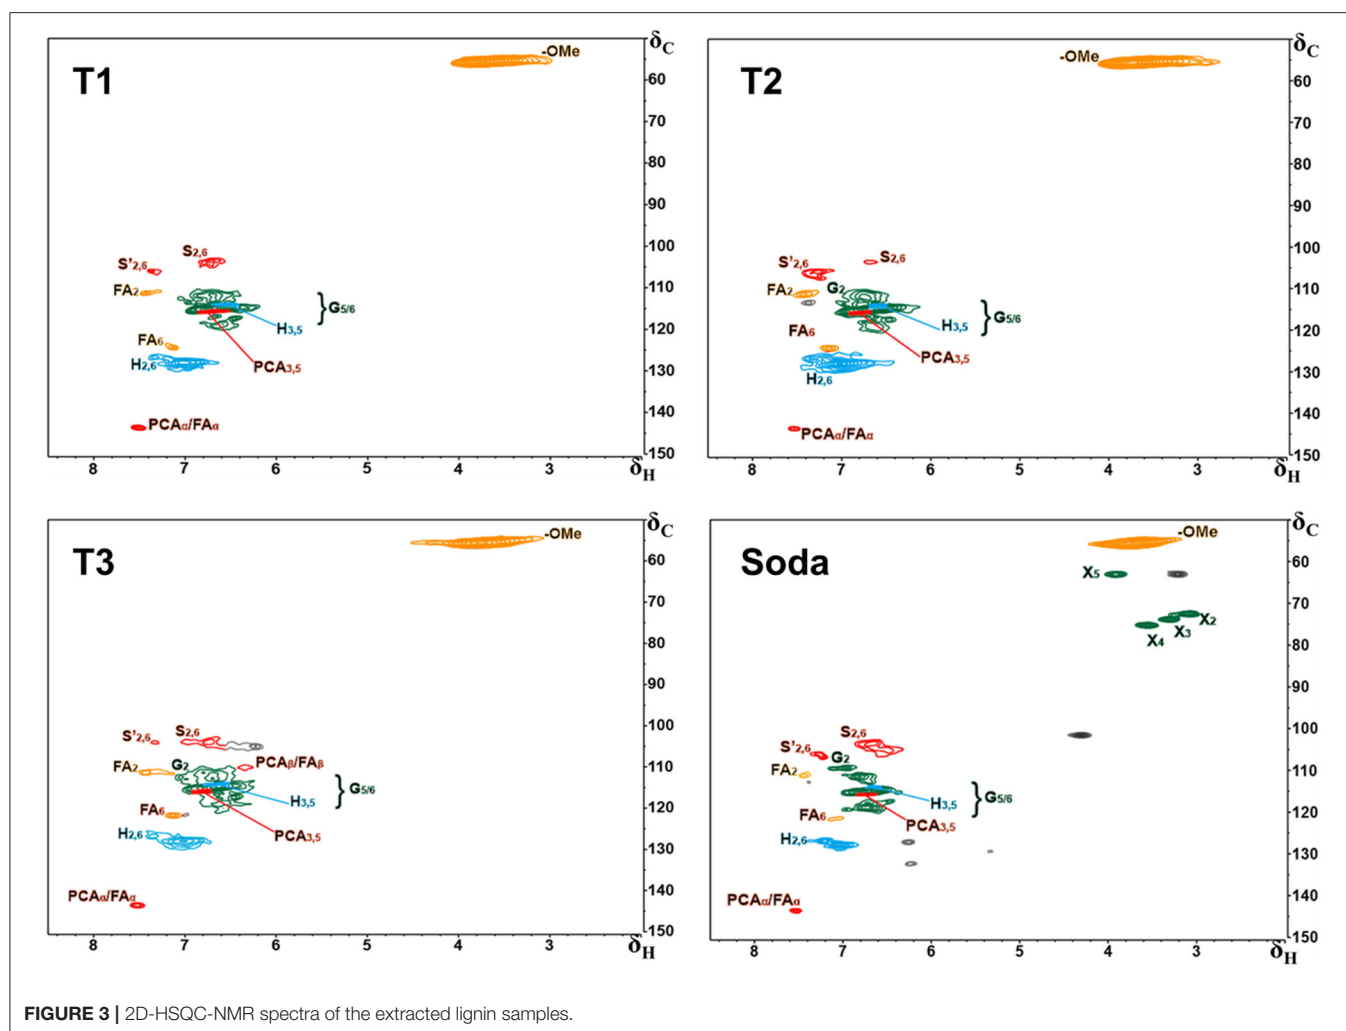 T1
-OMe
δC
60
70
80
90
100
110
120
130
140
150
S2,6
S'2,6
FA2
G5/6
H3,5
FA6
H2,6
PCA3,5
PCAα/FAα
8 7 6 5 4 3 δH
T2
-OMe
δC
60
70
80
90
100
110
120
130
140
150
S'2,6
S2,6
FA2
G2
G5/6
H3,5
FA6
PCA3,5
H2,6
PCAα/FAα
8 7 6 5 4 3 δH
T3
-OMe
δC
60
70
80
90
100
110
120
130
140
150
S'2,6
S2,6
FA2
G2
PCAβ/FAβ
G5/6
H3,5
FA6
H2,6
PCA3,5
PCAα/FAα
8 7 6 5 4 3 δH
Soda
-OMe
δC
60
70
80
90
100
110
120
130
140
150
X5
X2
X3
X4
S2,6
S'2,6
G2
FA2
G5/6
H3,5
FA6
PCA3,5
H2,6
PCAα/FAα
8 7 6 5 4 3 δH
FIGURE 3 | 2D-HSQC-NMR spectra of the extracted lignin samples.